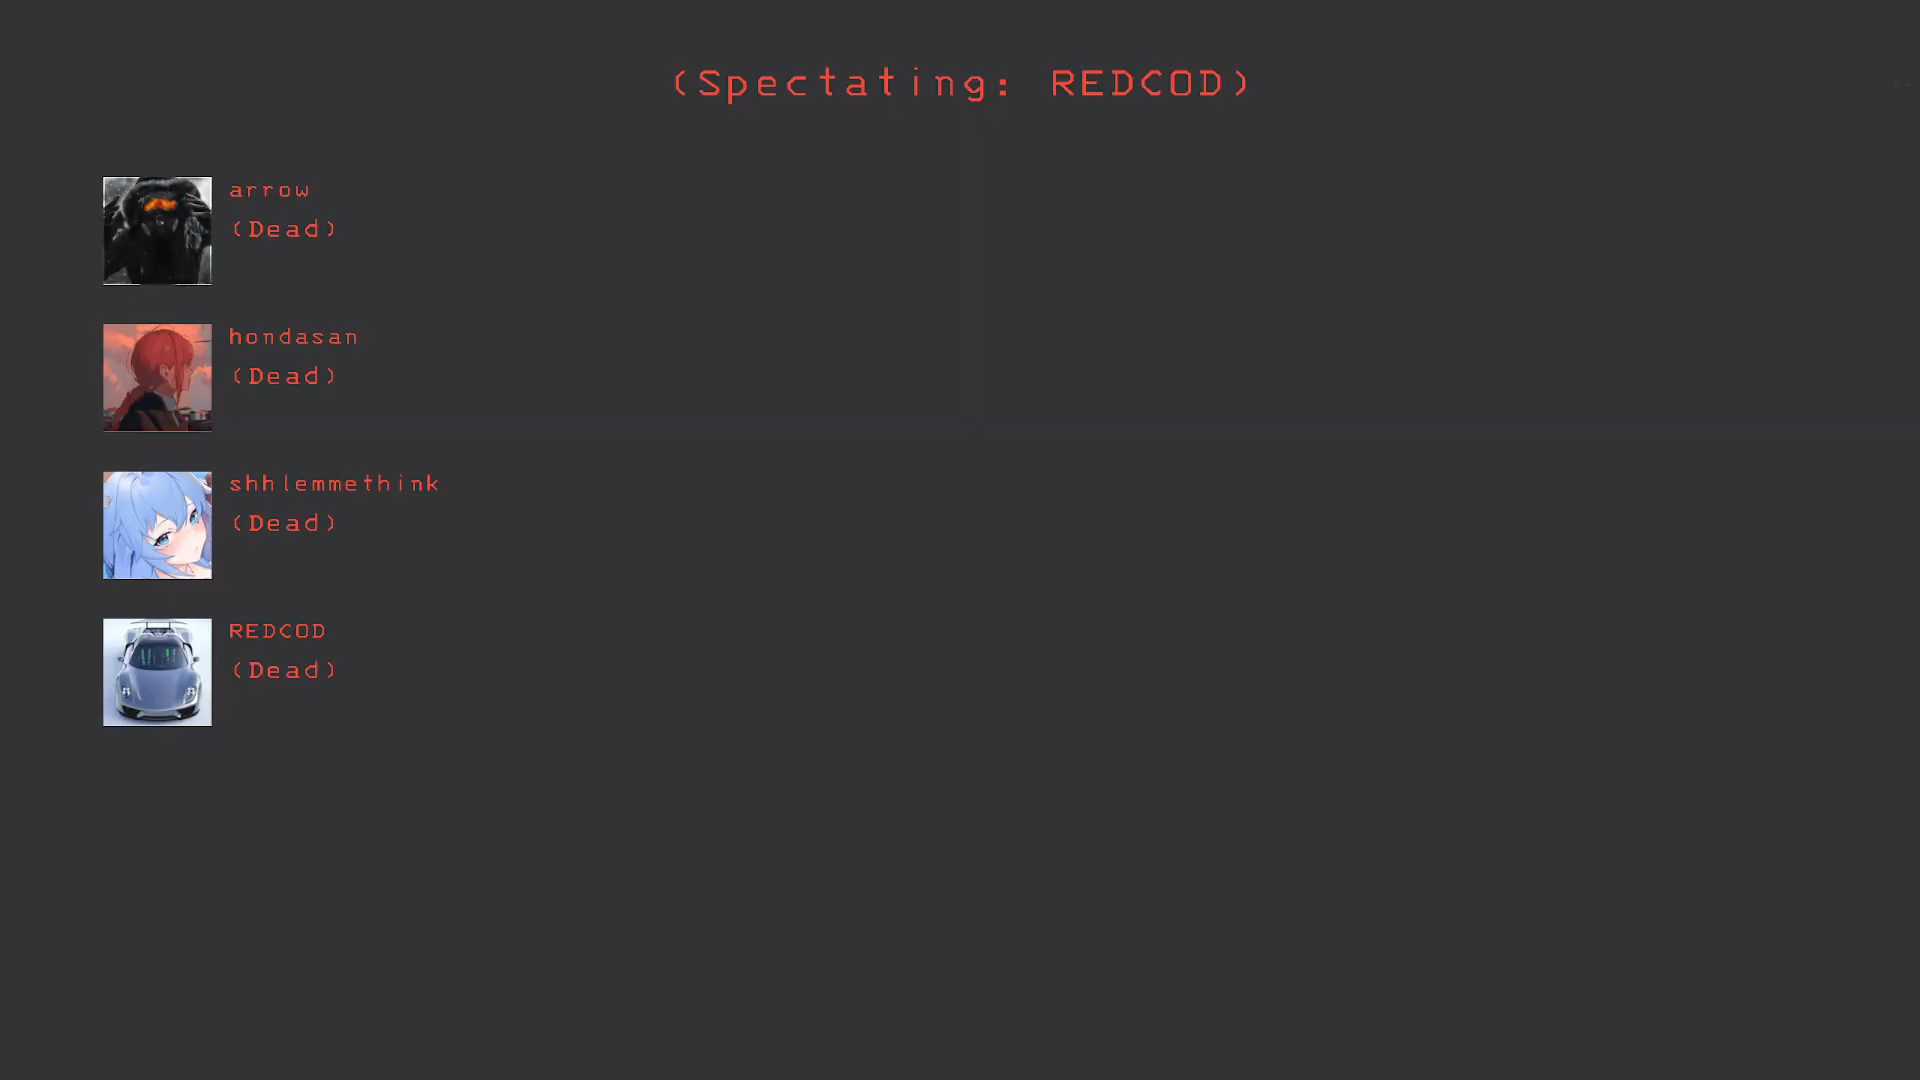 (Spectating: REDCOD)
arrow
(Dead)
hondasan
(Dead)
shhlemmethink
(Dead)
REDCOD
(Dead)